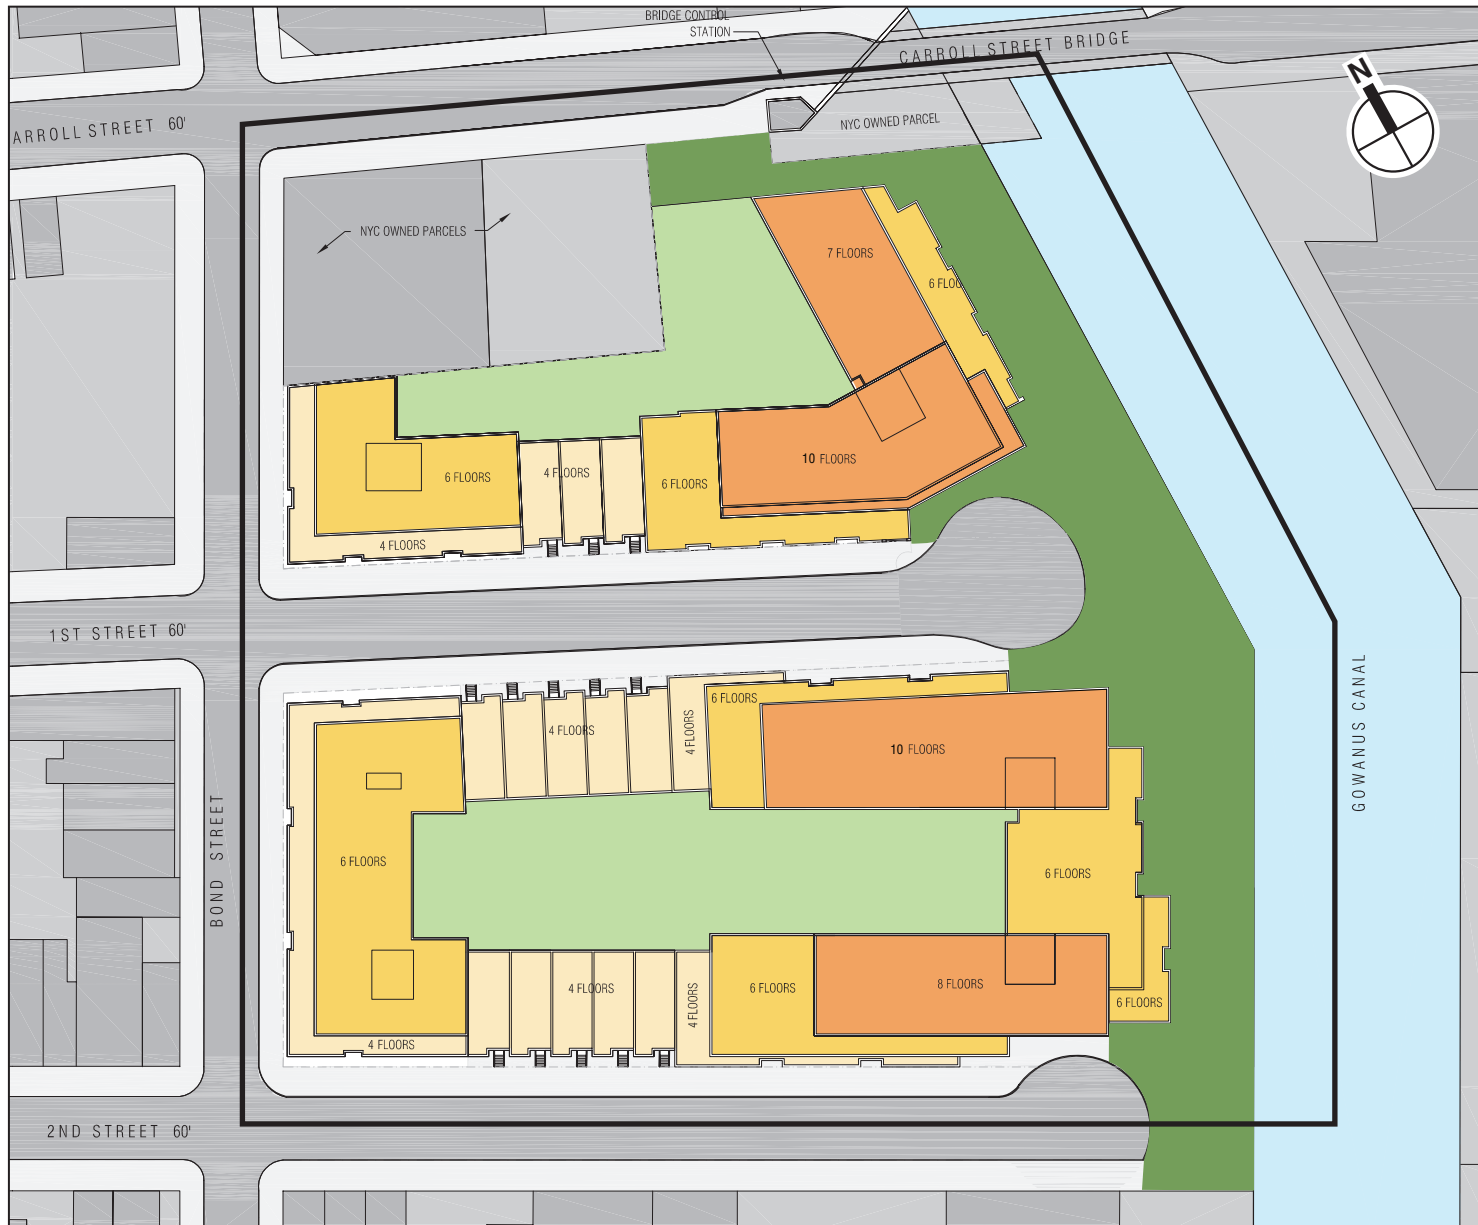 BRIDGE CONTROL
STATION
CARROLL STREET BRIDGE
N
ARROLL STREET 60'
NYC OWNED PARCEL
NYC OWNED PARCELS
7 FLOORS
6 FLOO
10 FLOORS
4 FLOORS
6 FLOORS
6 FLOORS
4 FLOORS
1ST STREET 60'
GOWANUS CANAL
6 FLOORS
4 FLOORS
4 FLOORS
10 FLOORS
BOND STREET
6 FLOORS
6 FLOORS
4 FLOORS
4 FLOORS
6 FLOORS
8 FLOORS
6 FLOORS
4 FLOORS
2ND STREET 60'